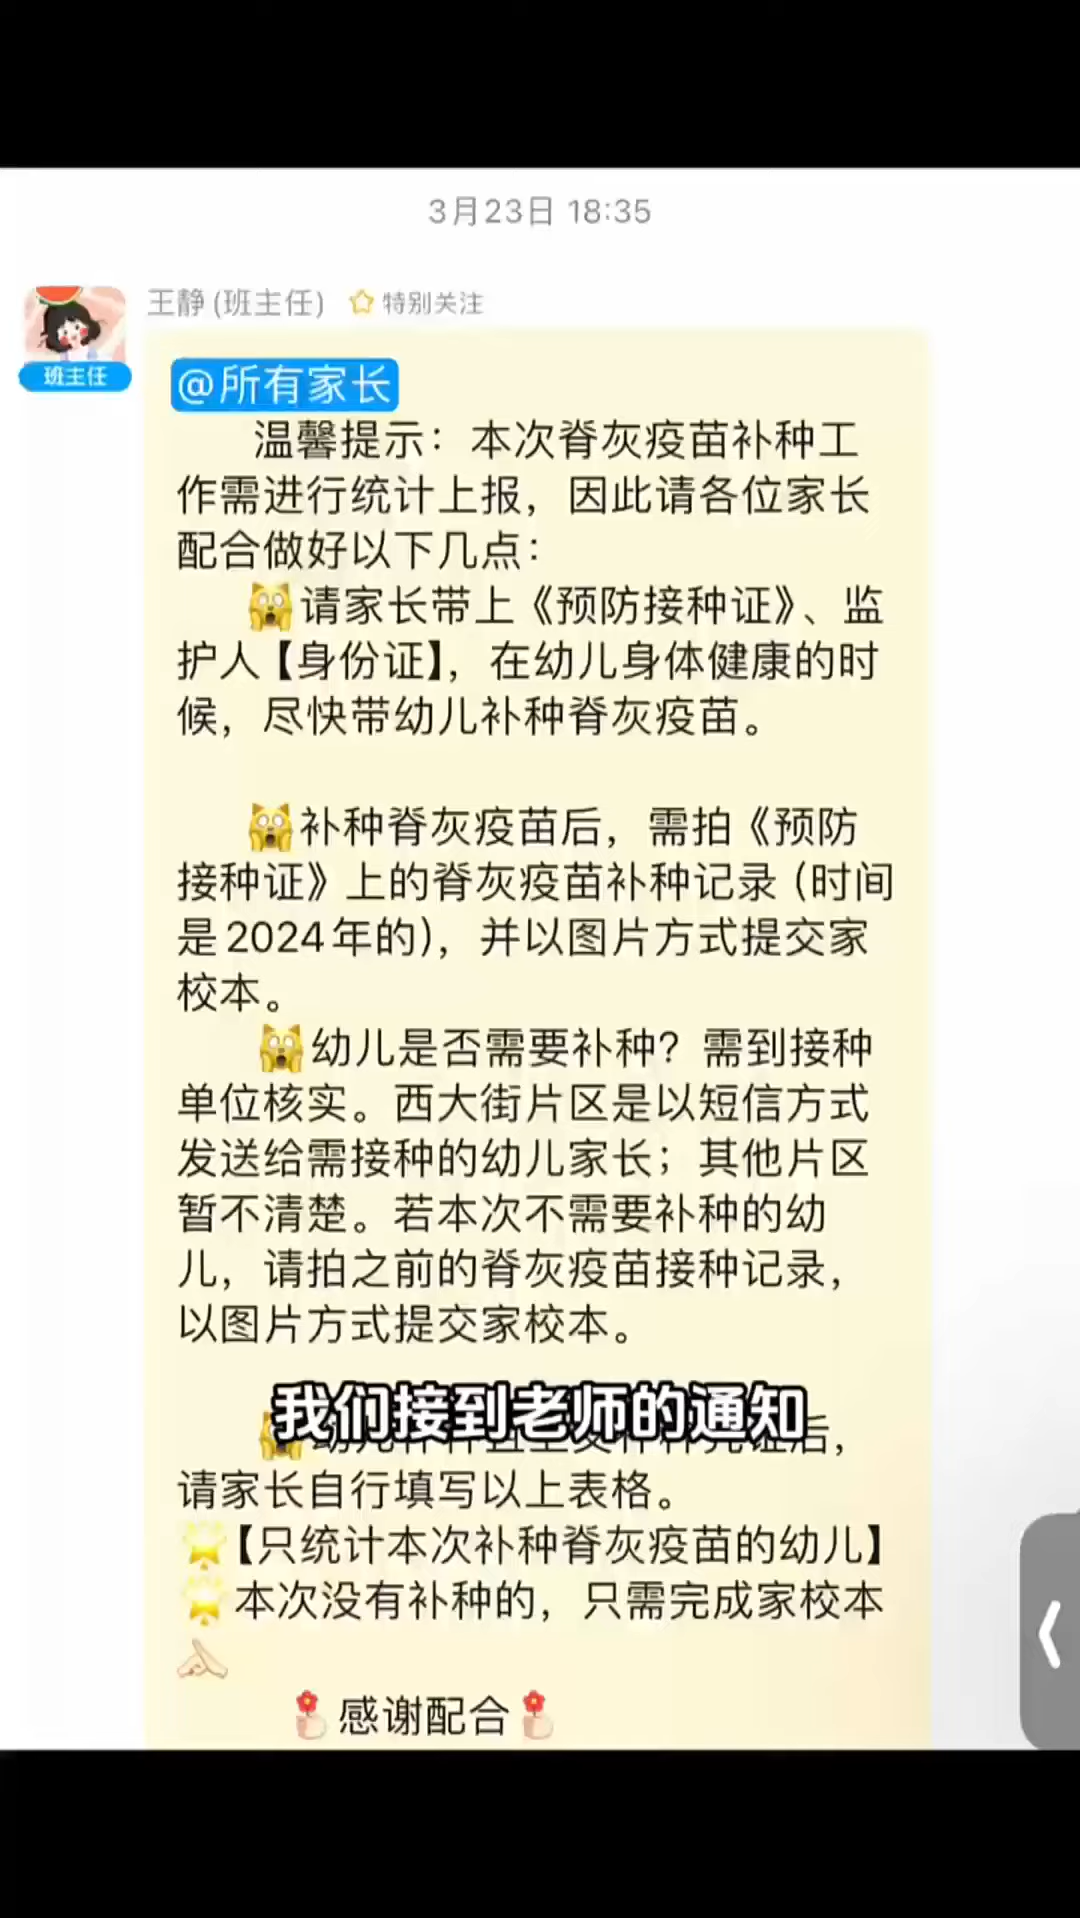 3月23日 18:35
王静(班主任) 特别关注
班主任
@所有家长
温馨提示：本次脊灰疫苗补种工
作需进行统计上报，因此请各位家长
配合做好以下几点：
请家长带上《预防接种证》、监
护人【身份证】，在幼儿身体健康的时
候，尽快带幼儿补种脊灰疫苗。
补种脊灰疫苗后，需拍《预防
接种证》上的脊灰疫苗补种记录（时间
是2024年的），并以图片方式提交家
校本。
幼儿是否需要补种？需到接种
单位核实。西大街片区是以短信方式
发送给需接种的幼儿家长；其他片区
暂不清楚。若本次不需要补种的幼
儿，请拍之前的脊灰疫苗接种记录，
以图片方式提交家校本。
我们接到老师的通知
后，
请家长自行填写以上表格。
【只统计本次补种脊灰疫苗的幼儿】
本次没有补种的，只需完成家校本
感谢配合